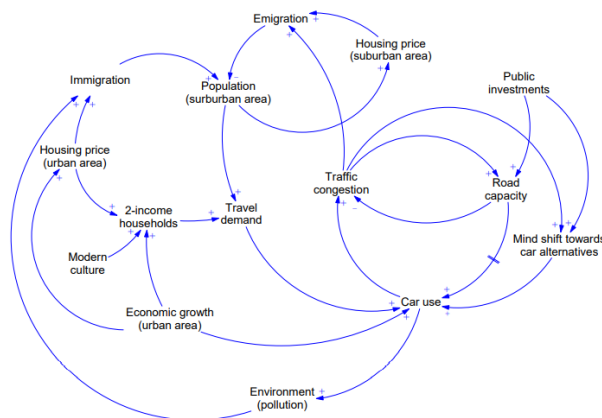 Emigration
Housing price
(suburban area)
Immigration
Population
(surburban area)
Public
investments
Housing price
(urban area)
Traffic
congestion
Road
capacity
2-income
households
Travel
demand
Mind shift towards
car alternatives
Modern
culture
Economic growth
(urban area)
Car use
Environment
(pollution)